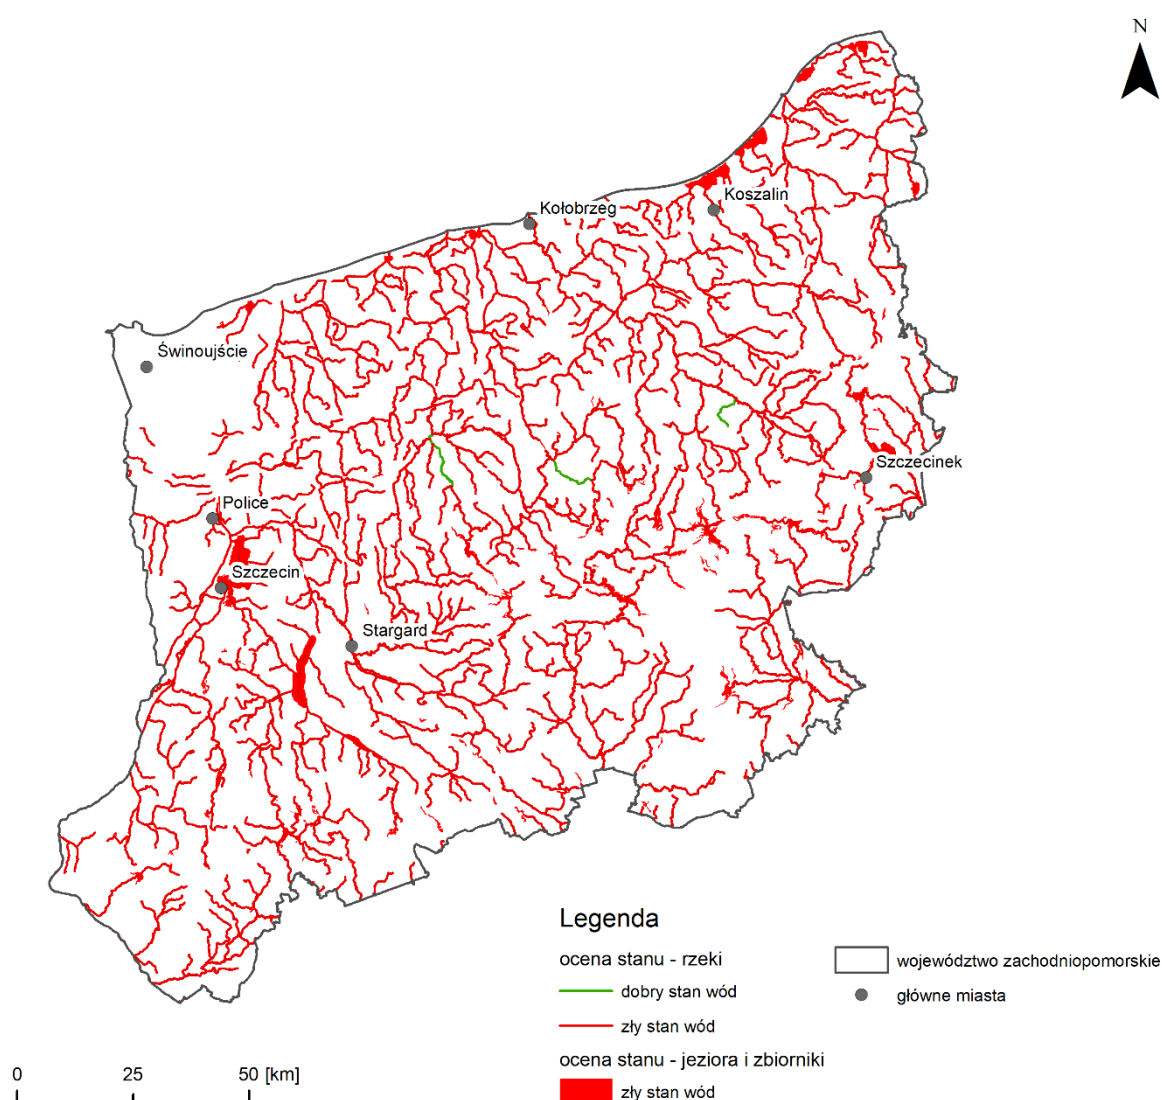 N
Koszalin
Kołobrzeg
Świnoujście
Szczecinek
Police
Szczecin
Stargard
Legenda
ocena stanu - rzeki
dobry stan wód
zły stan wód
ocena stanu - jeziora i zbiorniki
zły stan wód
województwo zachodniopomorskie
główne miasta
0 25 50 [km]